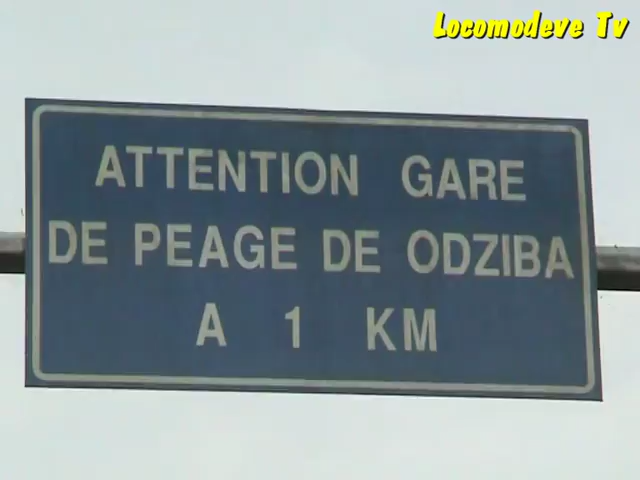 Locomodeve Tv
ATTENTION GARE
DE PEAGE DE ODZIBA
A 1 KM